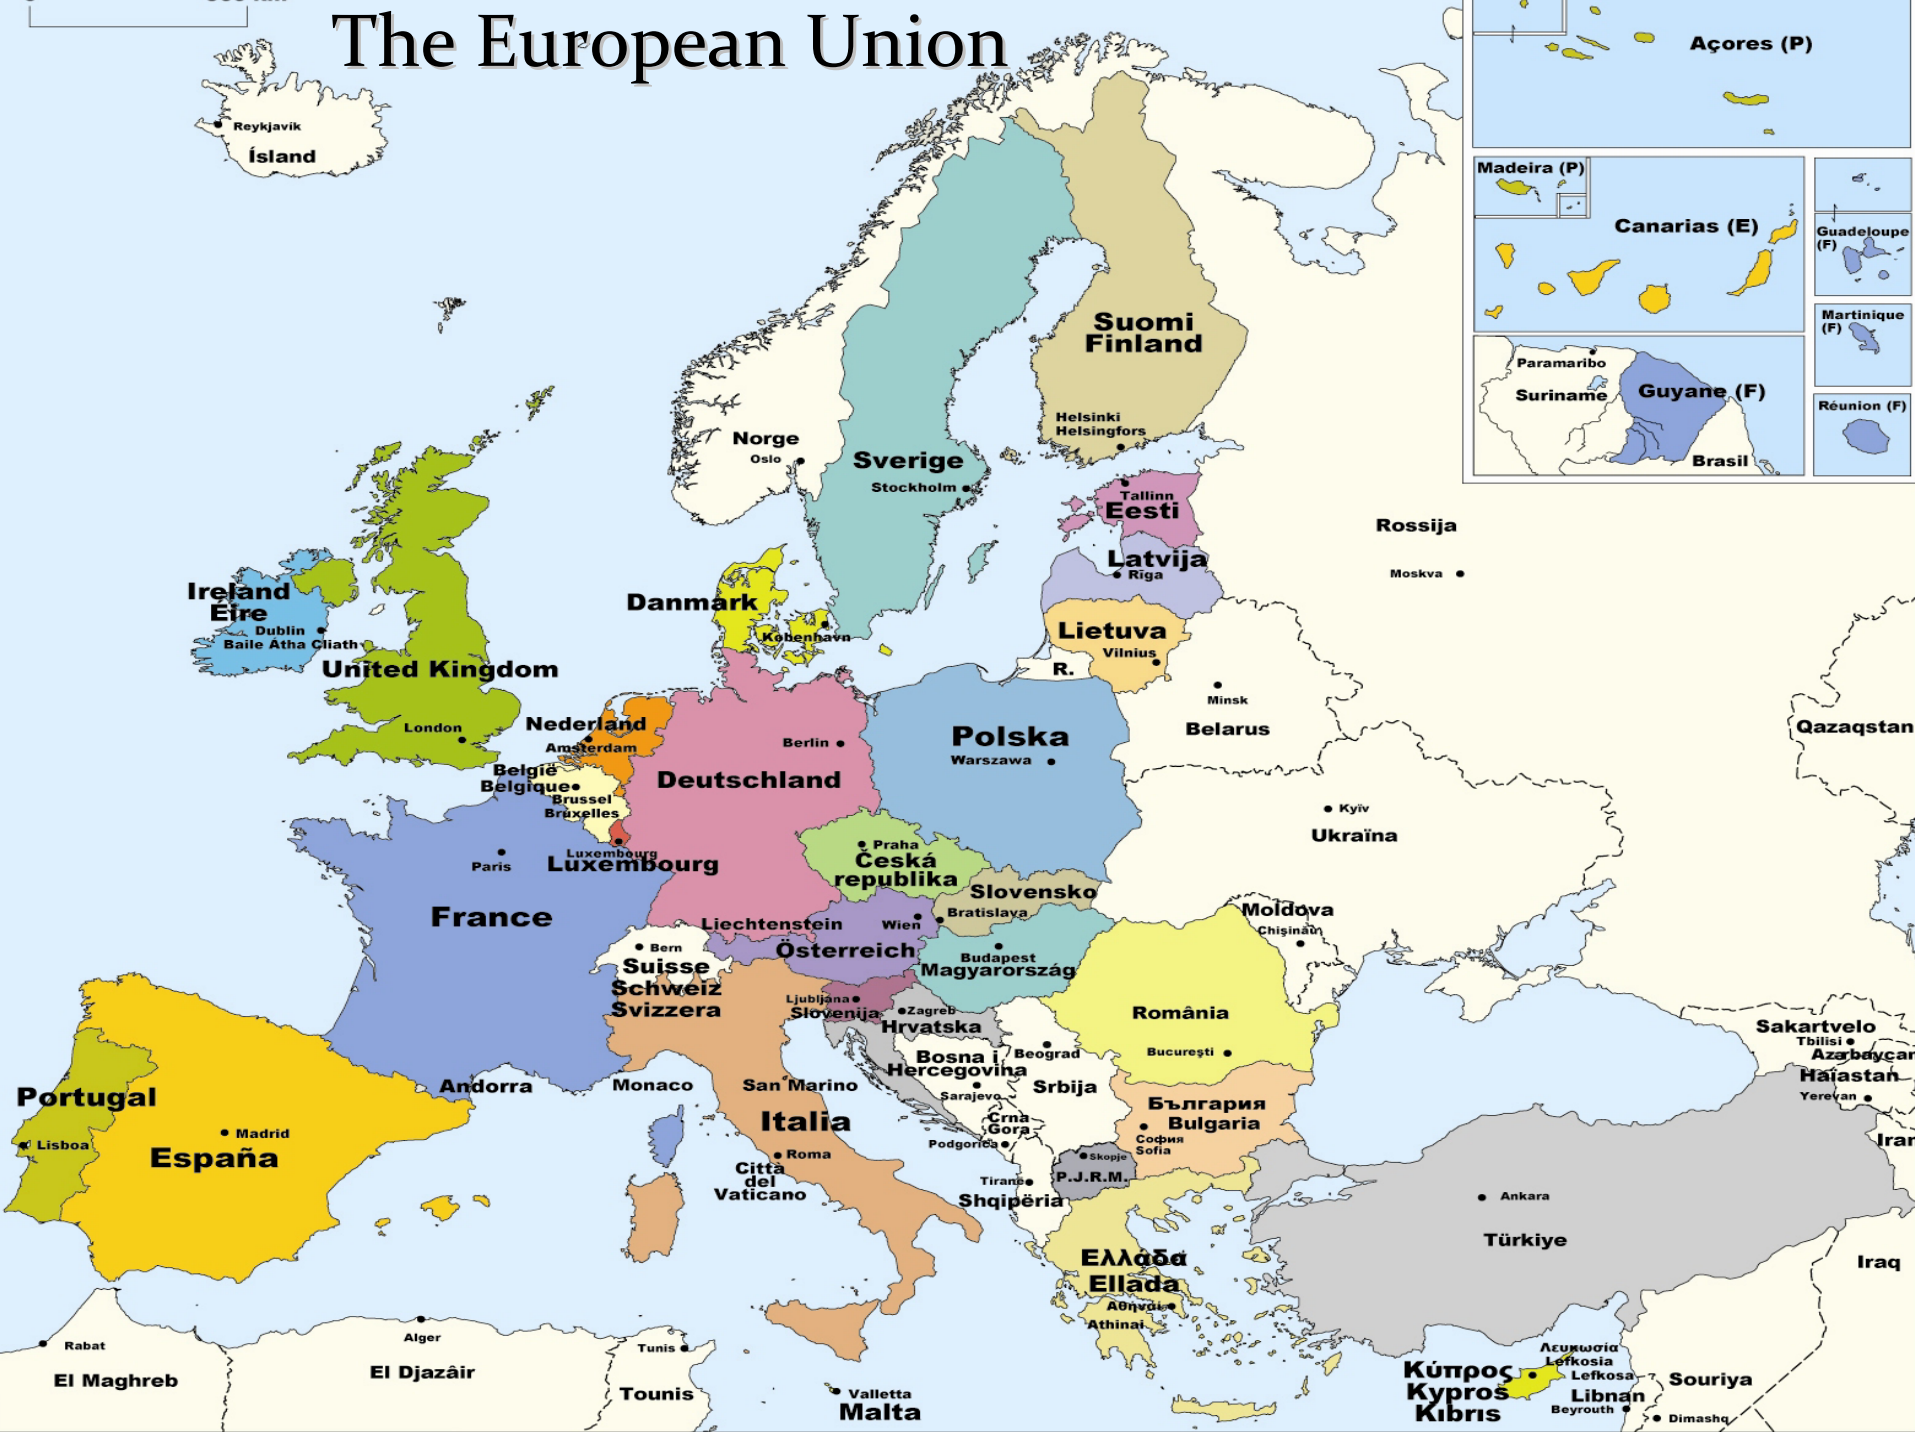 The European Union
Reykjavík
Ísland
Açores (P)
Madeira (P)
Canarias (E)
Guadeloupe
(F)
Martinique
(F)
Réunion (F)
Paramaribo
Suriname
Guyane (F)
Brasil
Suomi
Finland
Helsinki
Helsingfors
Norge
Oslo
Sverige
Stockholm
Tallinn
Eesti
Latvija
Rīga
Lietuva
Vilnius
R.
Rossija
Moskva
Minsk
Belarus
Qazaqstan
Danmark
København
Ireland
Éire
Dublin
Baile Átha Cliath
United Kingdom
London
Nederland
Amsterdam
België
Belgique
Brussel
Bruxelles
Luxembourg
Luxembourg
Berlin
Deutschland
Polska
Warszawa
Kyïv
Ukraïna
Praha
Česká
republika
Slovensko
Bratislava
Paris
France
Liechtenstein
Wien
Österreich
Bern
Suisse
Schweiz
Svizzera
Budapest
Magyarország
Moldova
Chişinău
Ljubljana
Slovenija
Zagreb
Hrvatska
România
Bucureşti
Bosna i
Hercegovina
Sarajevo
Beograd
Srbija
Crna
Gora
Podgorica
България
Bulgaria
София
Sofia
Skopje
P.J.R.M.
Tiranë
Shqipëria
Andorra
Monaco
San Marino
Italia
Roma
Città
del
Vaticano
Portugal
Lisboa
Madrid
España
Sakartvelo
Tbilisi
Azərbaycan
Haïastan
Yerevan
Iran
Ankara
Türkiye
Iraq
Ελλάδα
Ellada
Αθήναι
Athinai
Λευκωσία
Lefkosia
Lefkosa
Κύπρος
Kypros
Kıbrıs
Libnan
Beyrouth
Souriya
Dimashq
Rabat
El Maghreb
Alger
El Djazâir
Tunis
Tounis
Valletta
Malta